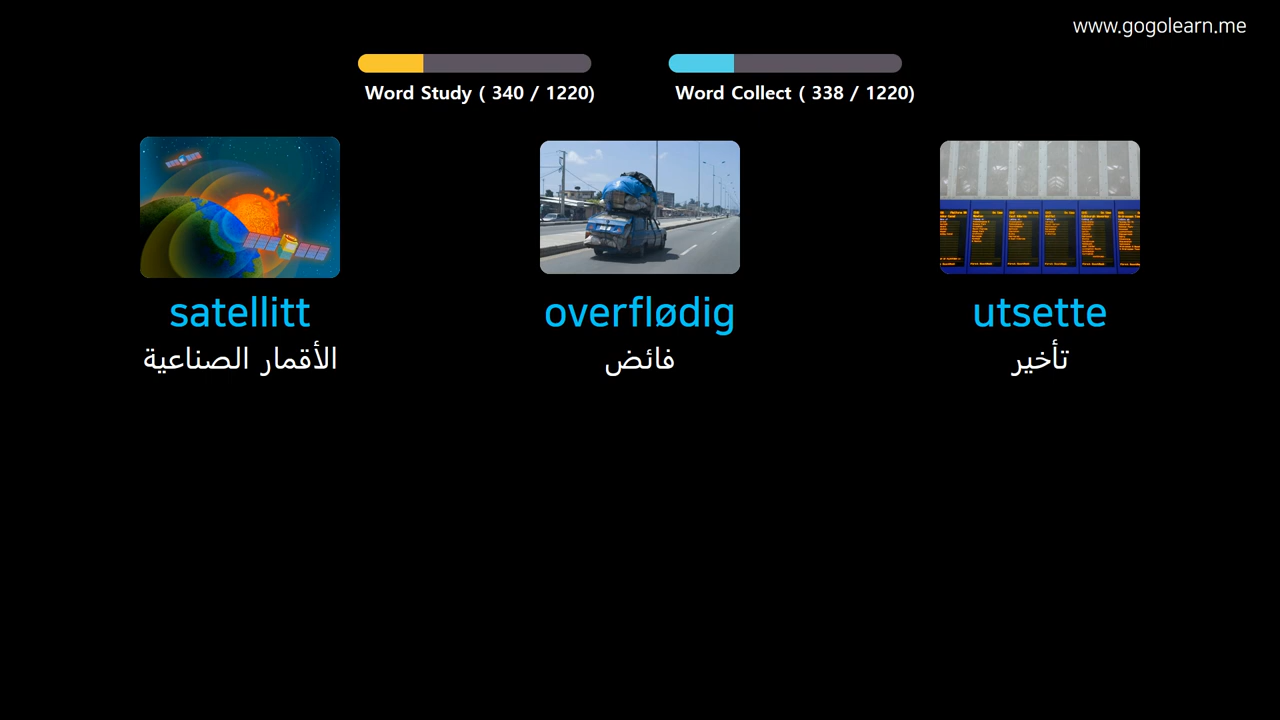 www.gogolearn.me
Word Study ( 340 / 1220)
Word Collect ( 338 / 1220)
satellitt
overflødig
utsette
الأقمار الصناعية
فائض
تأخير